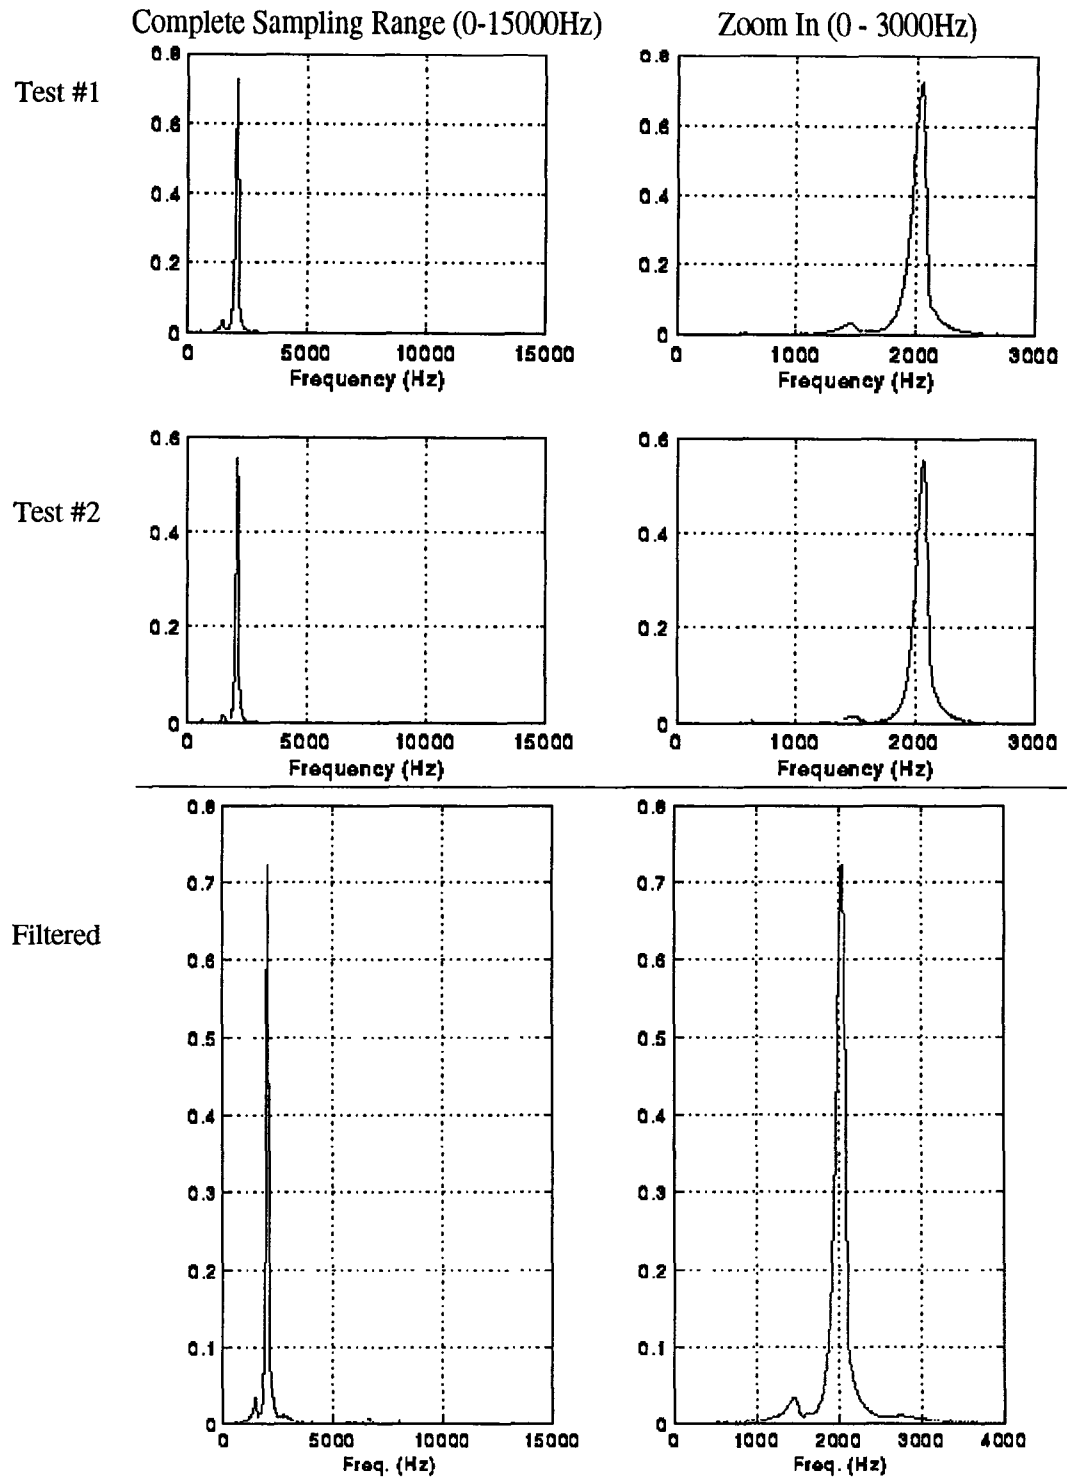 Complete Sampling Range (0-15000Hz)
Zoom In (0 - 3000Hz)
Test #1
0.8
0.6
0.4
0.2
0
0 5000 10000 15000
Frequency (Hz)
0.8
0.6
0.4
0.2
0
0 1000 2000 3000
Frequency (Hz)
Test #2
0.6
0.4
0.2
0
0 5000 10000 15000
Frequency (Hz)
0.6
0.4
0.2
0
0 1000 2000 3000
Frequency (Hz)
Filtered
0.8
0.7
0.6
0.5
0.4
0.3
0.2
0.1
0
0 5000 10000 15000
Freq. (Hz)
0.8
0.7
0.6
0.5
0.4
0.3
0.2
0.1
0
0 1000 2000 3000 4000
Freq. (Hz)